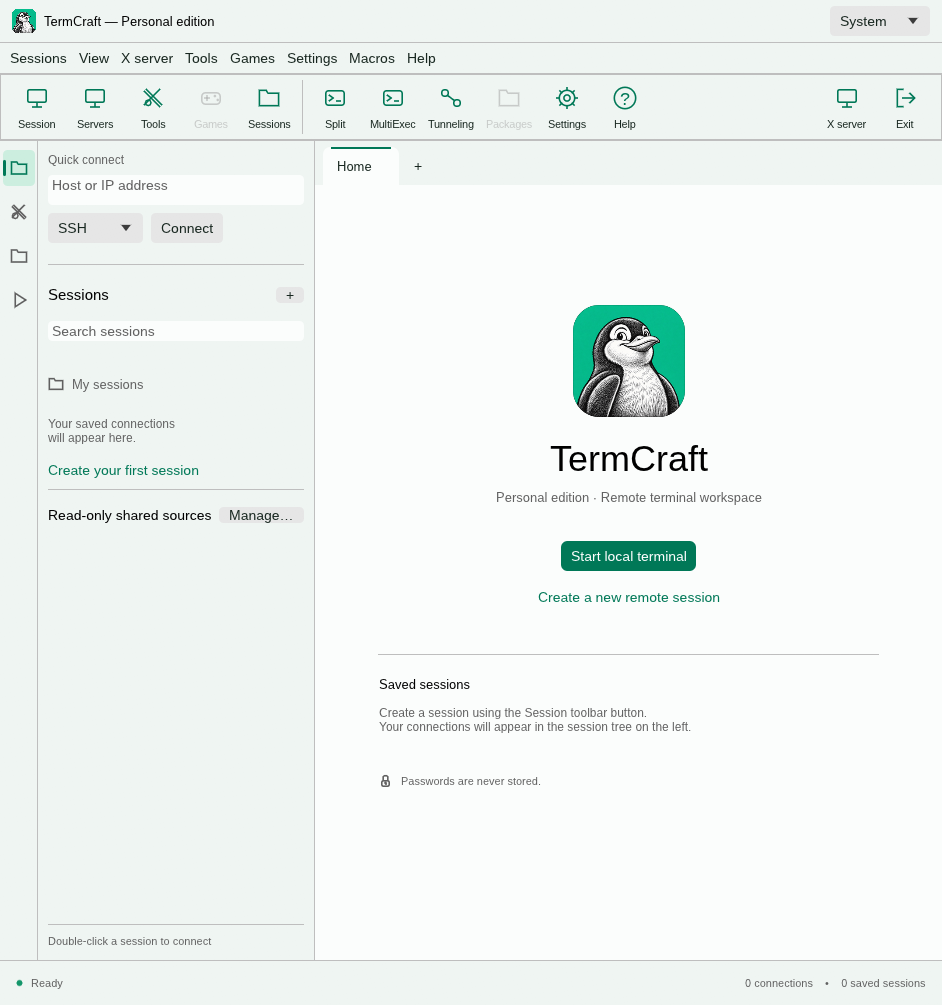 TermCraft — Personal edition
System
Sessions View X server Tools Games Settings Macros Help
Session Servers Tools Games Sessions Split MultiExec Tunneling Packages Settings Help X server Exit
Quick connect
Host or IP address
SSH Connect
Sessions +
Search sessions
My sessions
Your saved connections
will appear here.
Create your first session
Read-only shared sources Manage…
Double-click a session to connect
Home +
TermCraft
Personal edition · Remote terminal workspace
Start local terminal
Create a new remote session
Saved sessions
Create a session using the Session toolbar button.
Your connections will appear in the session tree on the left.
Passwords are never stored.
Ready
0 connections • 0 saved sessions